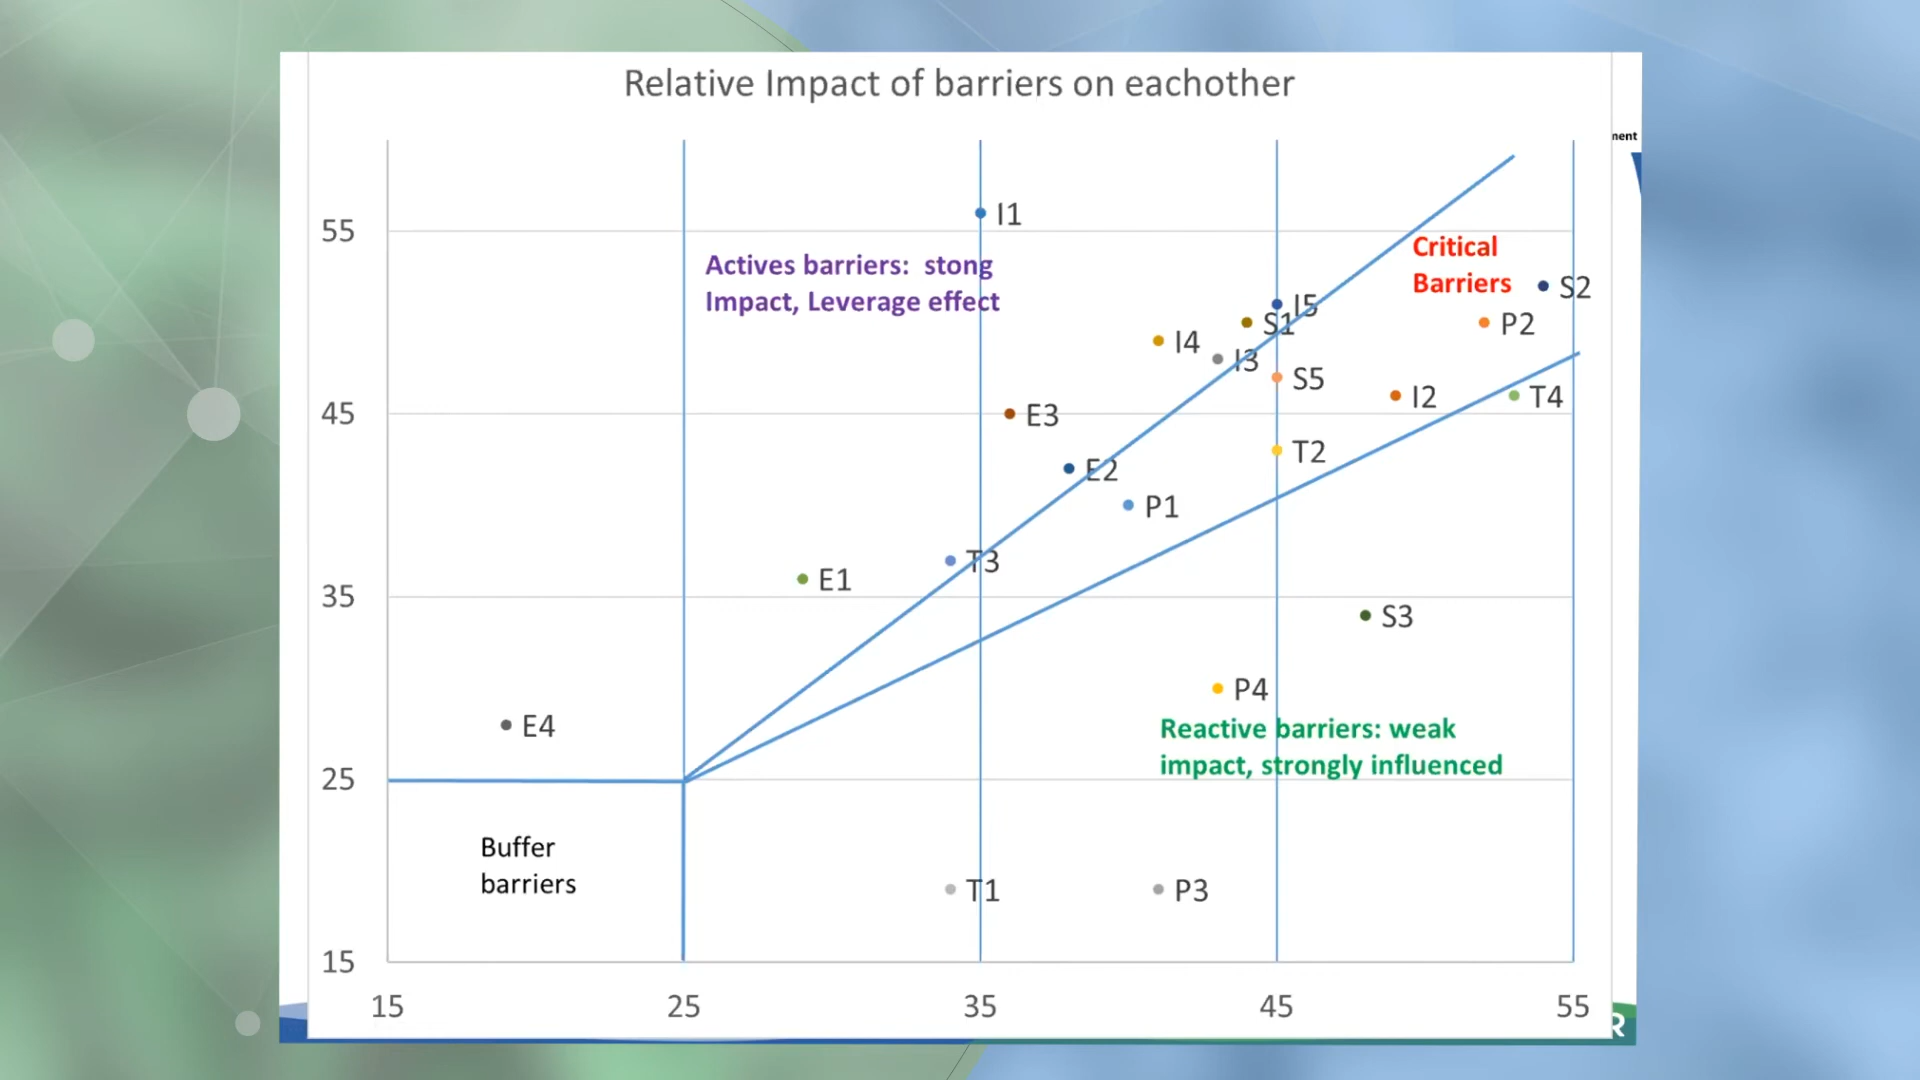 Relative Impact of barriers on eachother
ment
55
I1
Critical
Barriers
Actives barriers: stong
Impact, Leverage effect
S2
I5
S1
P2
I4
I3
S5
I2
T4
45
E3
T2
E2
P1
T3
E1
35
S3
P4
E4
Reactive barriers: weak
impact, strongly influenced
25
Buffer
barriers
T1
P3
15
15
25
35
45
55
R